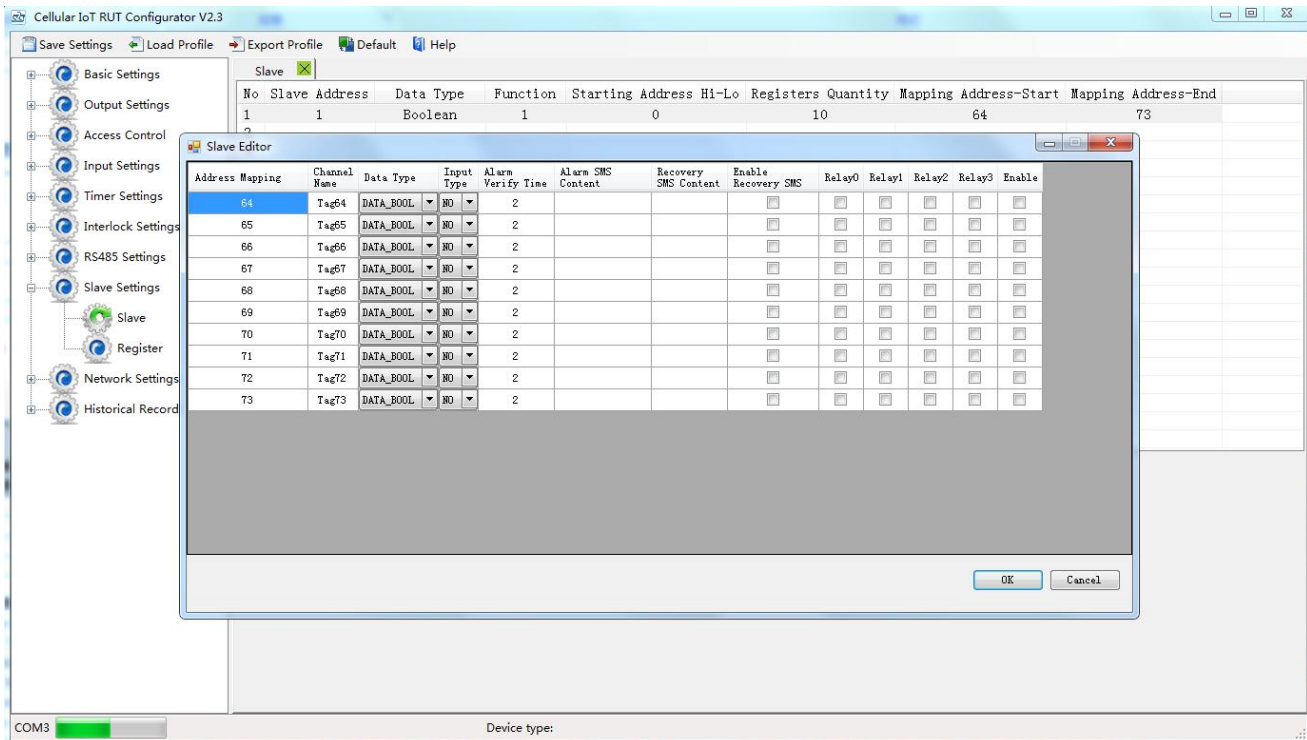 Cellular IoT RUT Configurator V2.3
Save Settings Load Profile Export Profile Default Help
Basic Settings
Output Settings
Access Control
Input Settings
Timer Settings
Interlock Settings
RS485 Settings
Slave Settings
Slave
Register
Network Settings
Historical Record
Slave
No Slave Address Data Type Function Starting Address Hi-Lo Registers Quantity Mapping Address-Start Mapping Address-End
1 1 Boolean 1 0 10 64 73
Slave Editor
Address Mapping Channel Name Data Type Input Type Alarm Verify Time Alarm SMS Content Recovery SMS Content Enable Recovery SMS Relay0 Relay1 Relay2 Relay3 Enable
64 Tag64 DATA_BOOL NO 2
65 Tag65 DATA_BOOL NO 2
66 Tag66 DATA_BOOL NO 2
67 Tag67 DATA_BOOL NO 2
68 Tag68 DATA_BOOL NO 2
69 Tag69 DATA_BOOL NO 2
70 Tag70 DATA_BOOL NO 2
71 Tag71 DATA_BOOL NO 2
72 Tag72 DATA_BOOL NO 2
73 Tag73 DATA_BOOL NO 2
OK Cancel
COM3 Device type: